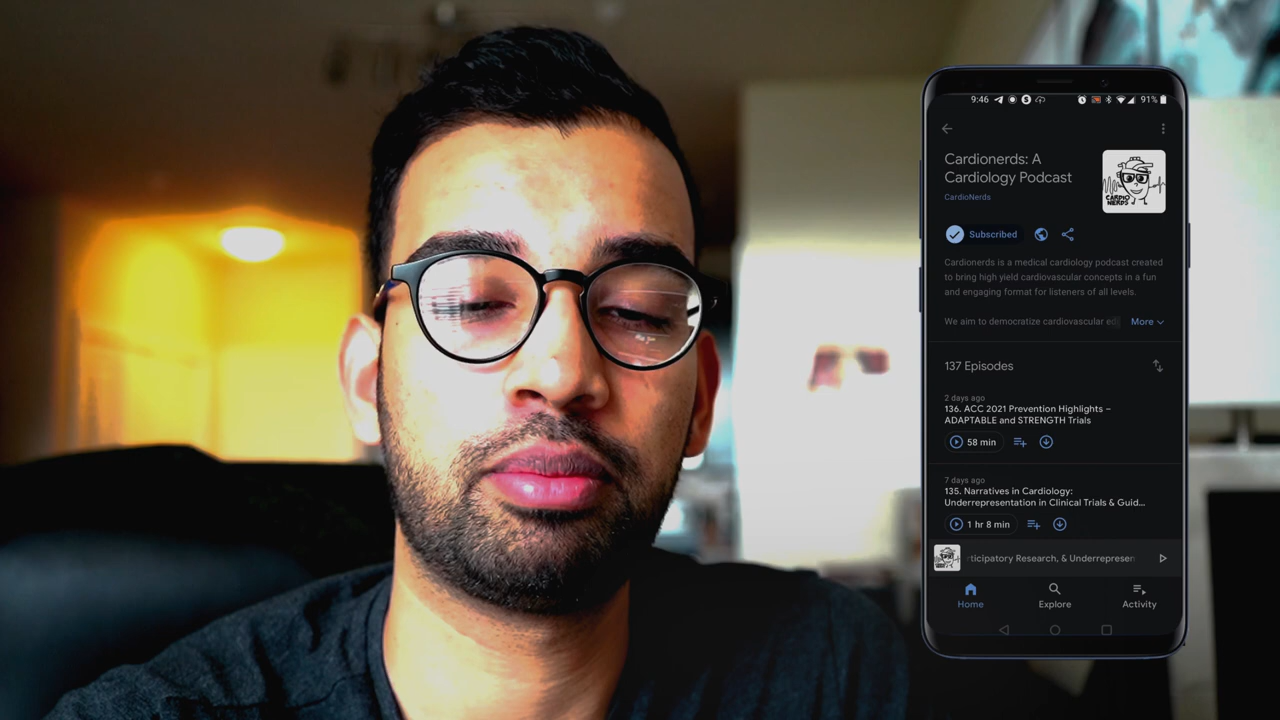 9:46
91%
Cardionerds: A
Cardiology Podcast
CardioNerds
CARDIO
NERDS
Subscribed
Cardionerds is a medical cardiology podcast created
to bring high yield cardiovascular concepts in a fun
and engaging format for listeners of all levels.
We aim to democratize cardiovascular ed
More
137 Episodes
2 days ago
136. ACC 2021 Prevention Highlights –
ADAPTABLE and STRENGTH Trials
58 min
7 days ago
135. Narratives in Cardiology:
Underrepresentation in Clinical Trials & Guid...
1 hr 8 min
rticipatory Research, & Underrepresen
Home
Explore
Activity